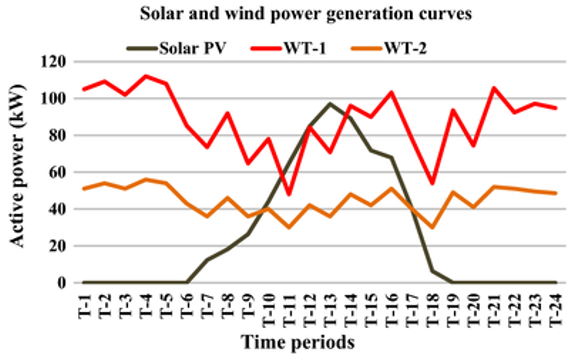 Solar and wind power generation curves
Solar PV WT-1 WT-2
Active power (kW)
120
100
80
60
40
20
0
T-1 T-2 T-3 T-4 T-5 T-6 T-7 T-8 T-9 T-10 T-11 T-12 T-13 T-14 T-15 T-16 T-17 T-18 T-19 T-20 T-21 T-22 T-23 T-24
Time periods